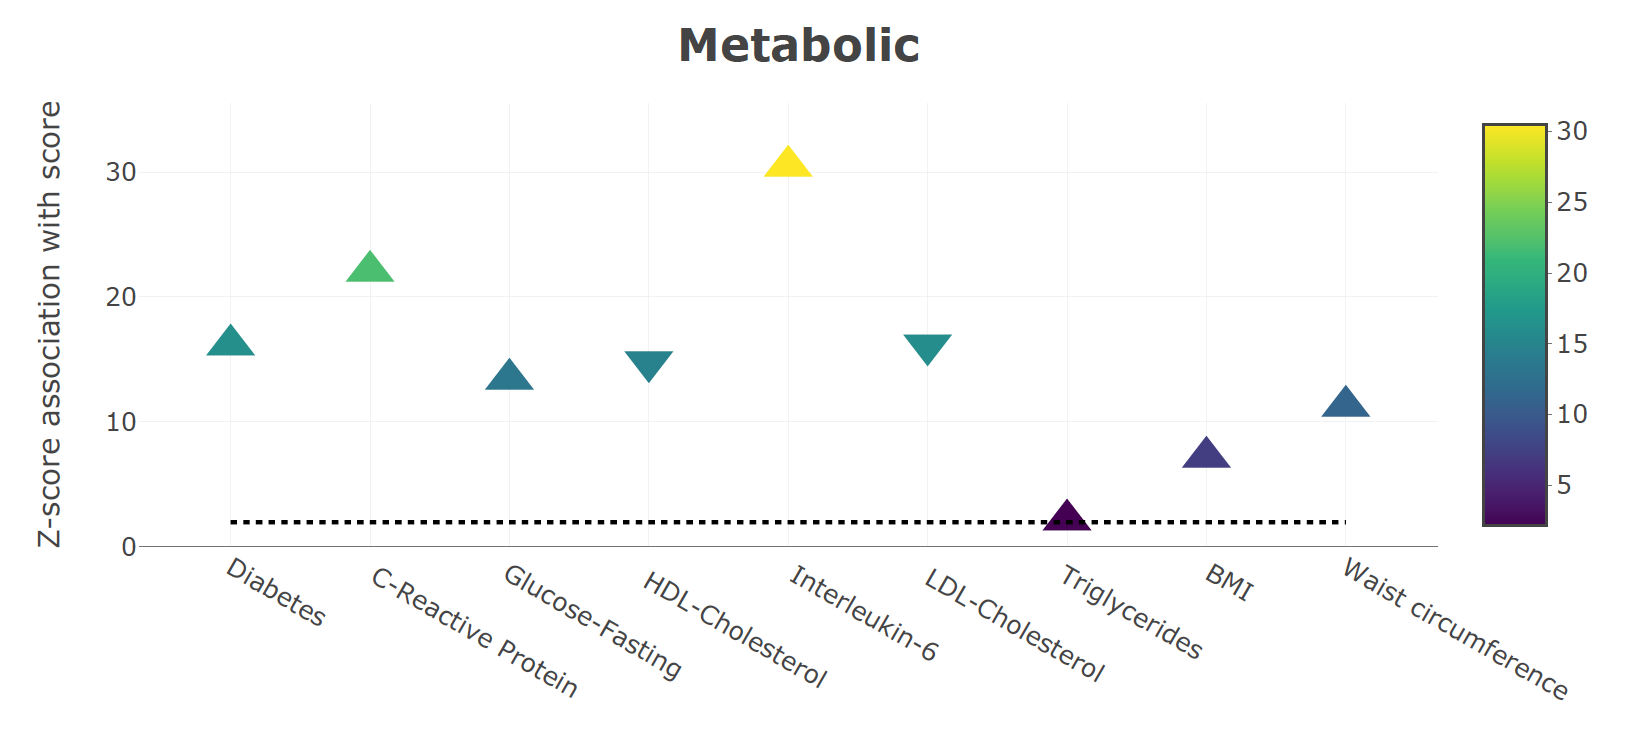 Metabolic
Z-score association with score
30
20
10
0
Diabetes
C-Reactive Protein
Glucose-Fasting
HDL-Cholesterol
Interleukin-6
LDL-Cholesterol
Triglycerides
BMI
Waist circumference
30
25
20
15
10
5